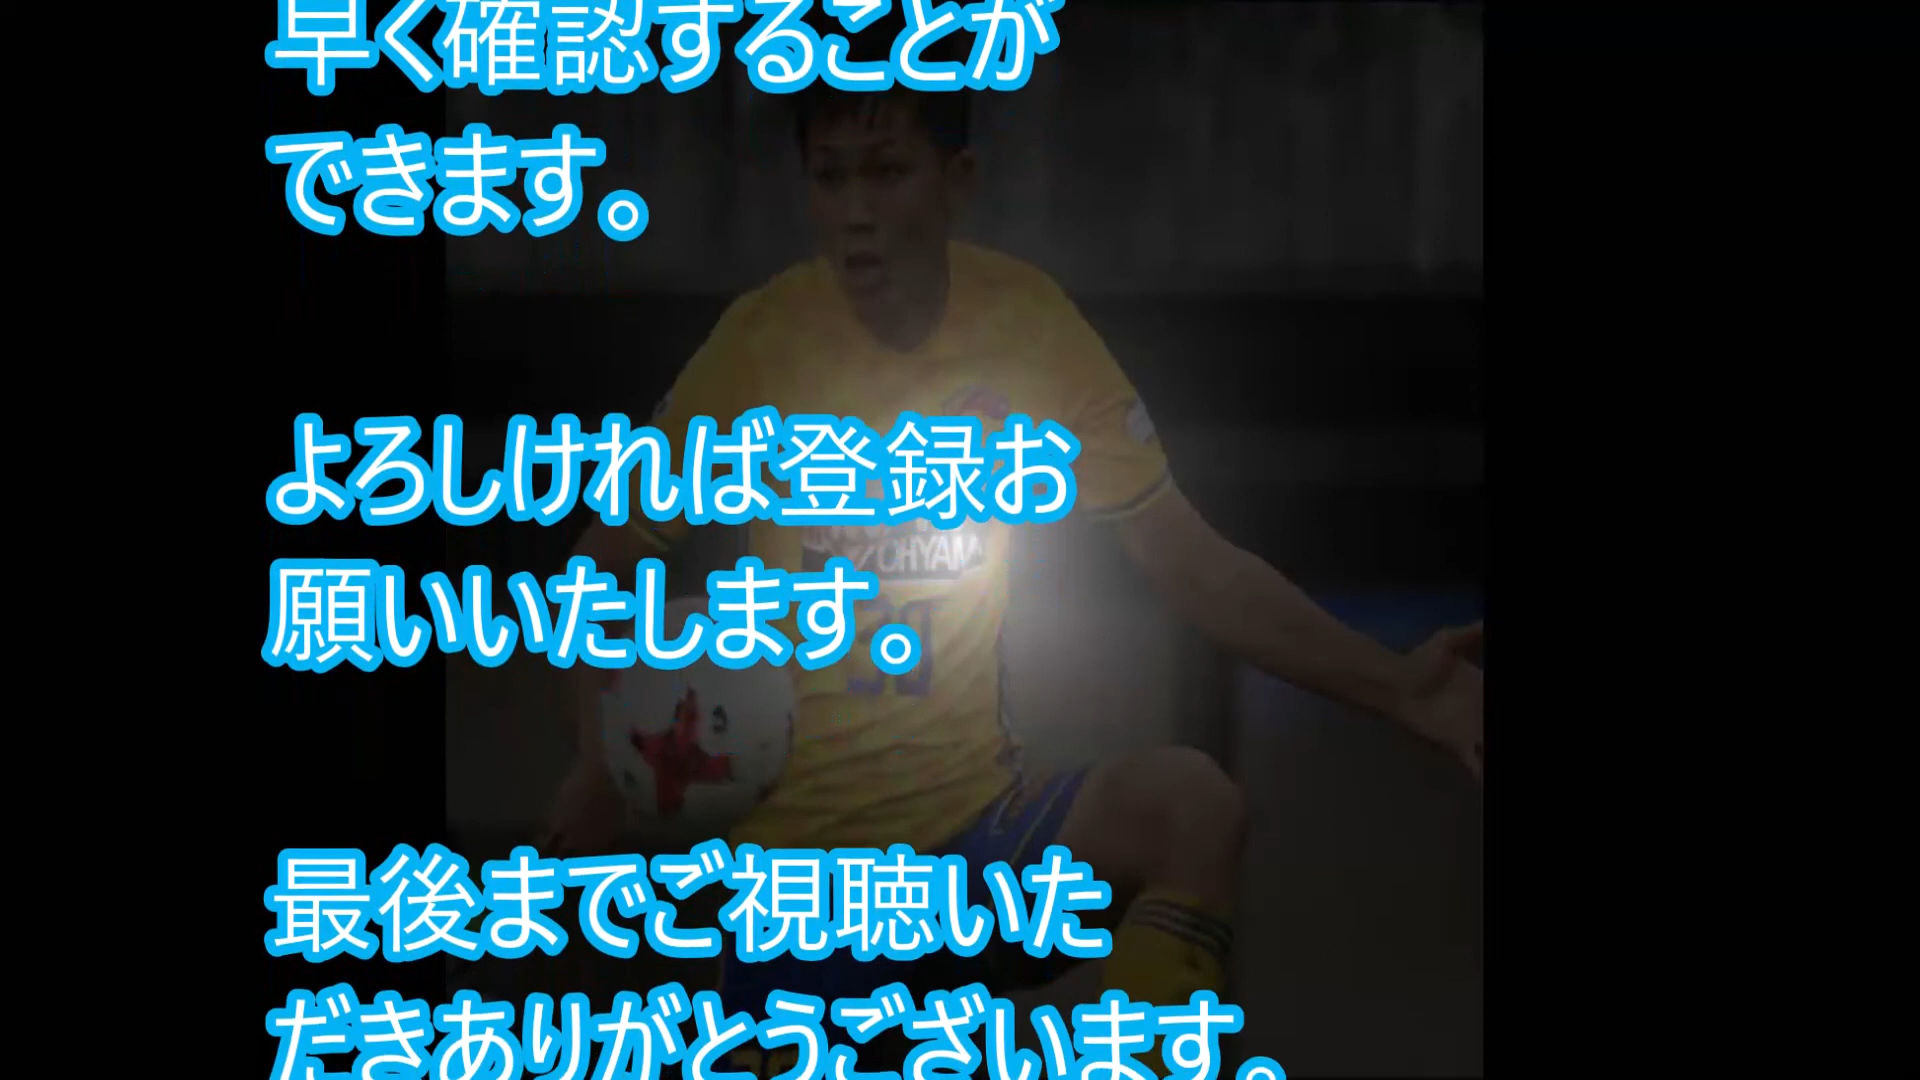 早く確認することが
できます。
よろしければ登録お
願いいたします。
最後までご視聴いた
だきありがとうございます。
OHYAMA
30